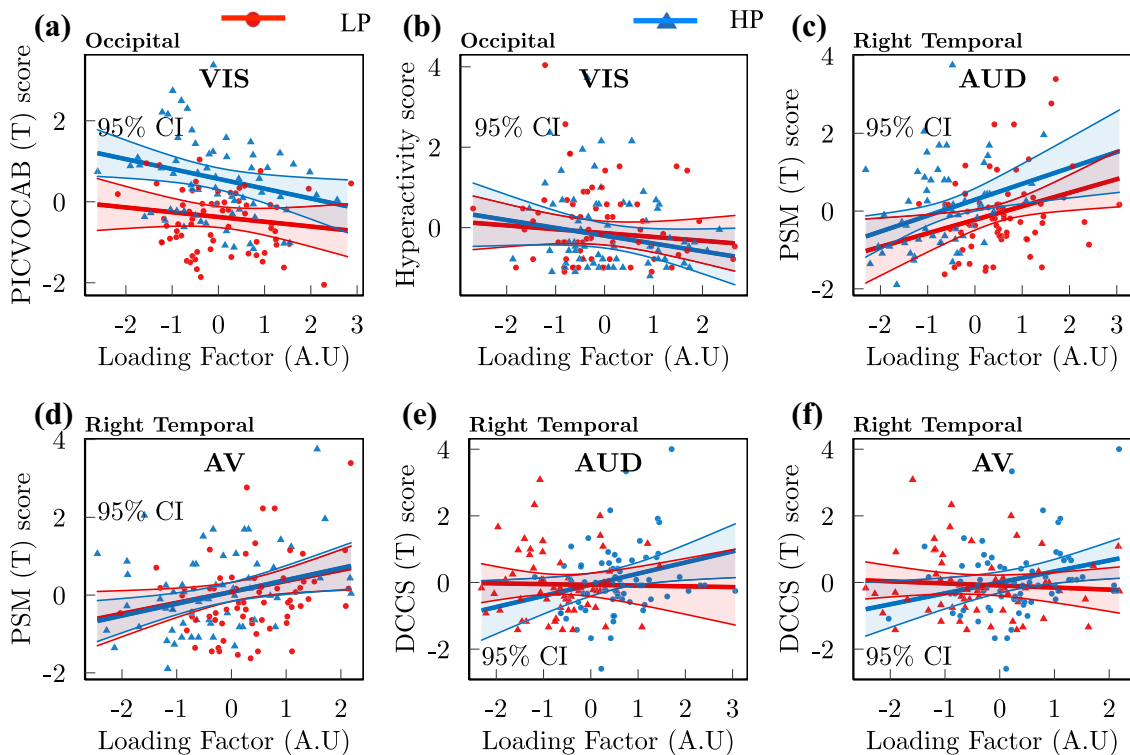 LP HP
(a) Occipital
VIS
95% CI
PICVOCAB (T) score
2
0
-2
-2 -1 0 1 2 3
Loading Factor (A.U)
(b) Occipital
VIS
95% CI
Hyperactivity score
4
2
0
-2 -1 0 1 2
Loading Factor (A.U)
(c) Right Temporal
AUD
95% CI
PSM (T) score
4
2
0
-2
-2 -1 0 1 2 3
Loading Factor (A.U)
(d) Right Temporal
AV
95% CI
PSM (T) score
4
2
0
-2
-2 -1 0 1 2
Loading Factor (A.U)
(e) Right Temporal
AUD
95% CI
DCCS (T) score
4
2
0
-2
-2 -1 0 1 2 3
Loading Factor (A.U)
(f) Right Temporal
AV
95% CI
DCCS (T) score
4
2
0
-2
-2 -1 0 1 2
Loading Factor (A.U)